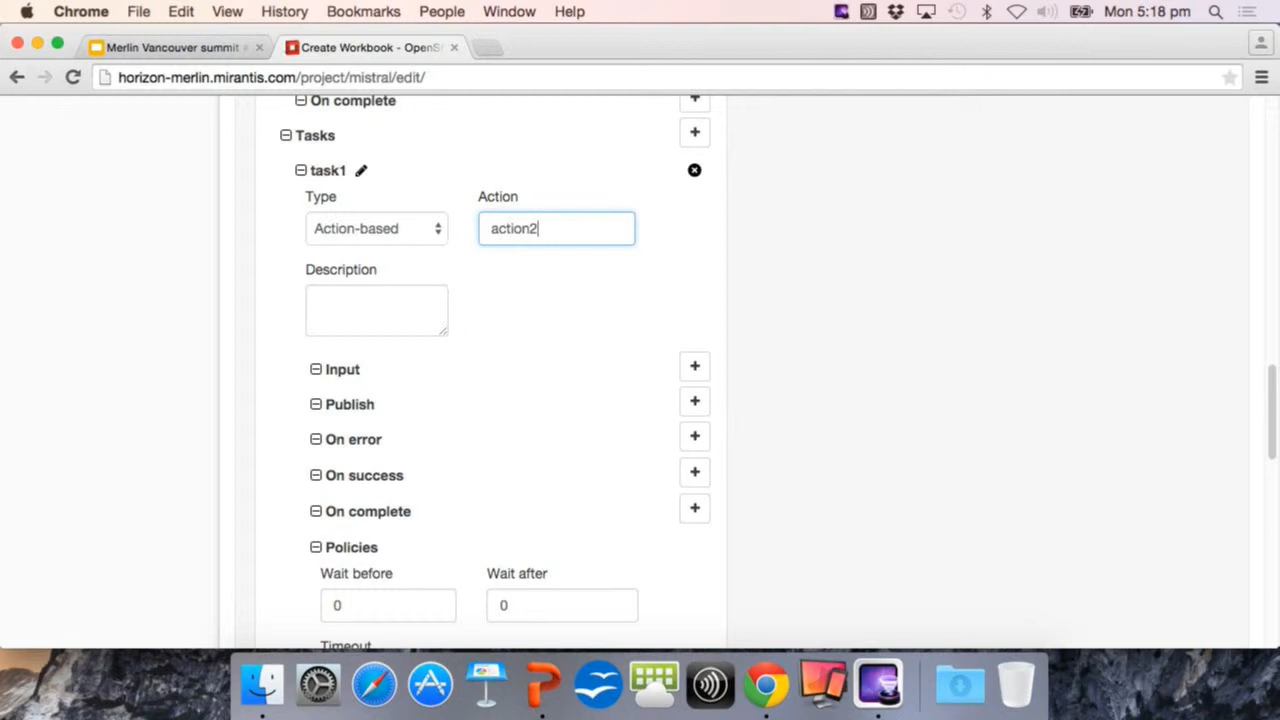 Chrome File Edit View History Bookmarks People Window Help Mon 5:18 pm
Merlin Vancouver summit Create Workbook - OpenS
horizon-merlin.mirantis.com/project/mistral/edit/
On complete
Tasks
task1
Type Action
Action-based action2
Description
Input
Publish
On error
On success
On complete
Policies
Wait before Wait after
0 0
Timeout